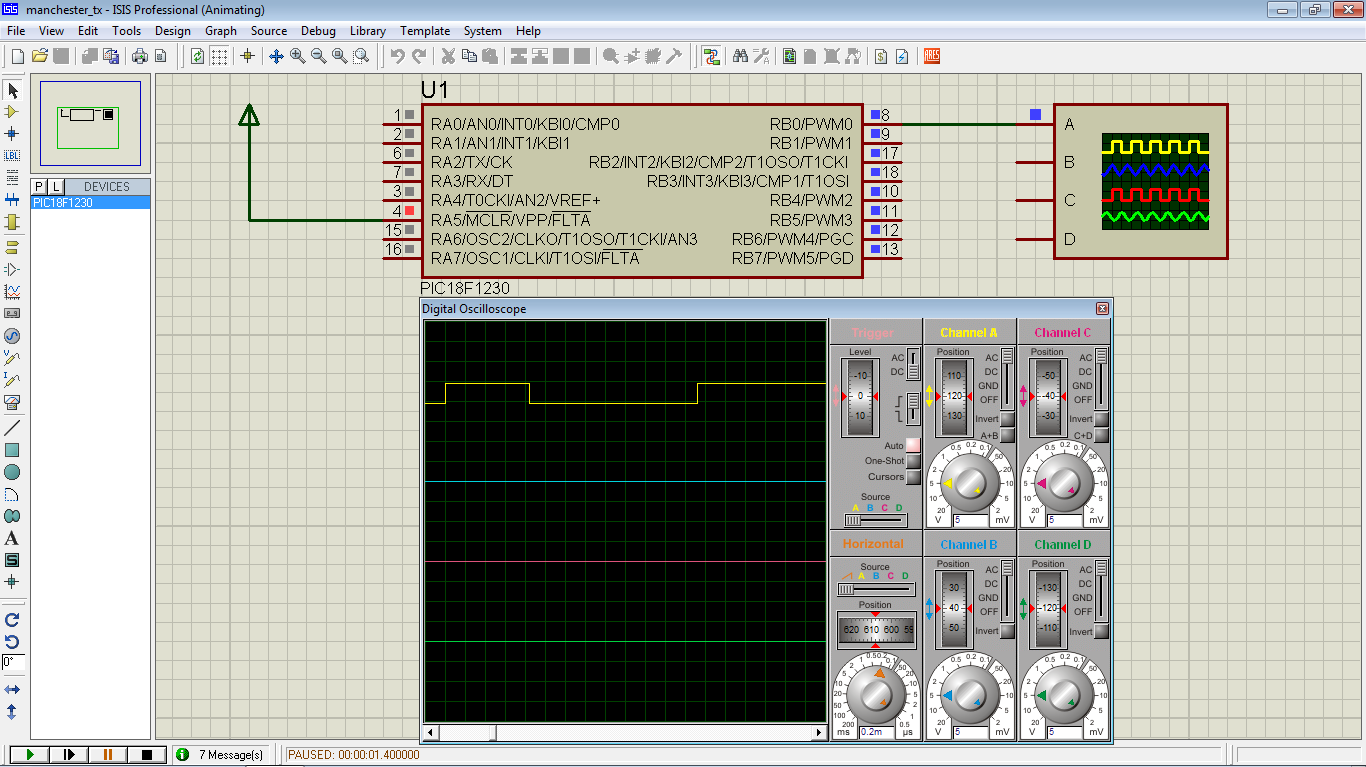 manchester_tx - ISIS Professional (Animating)
File View Edit Tools Design Graph Source Debug Library Template System Help
P L DEVICES
PIC18F1230
U1
1 RA0/AN0/INT0/KBI0/CMP0 RB0/PWM0 8
2 RA1/AN1/INT1/KBI1 RB1/PWM1 9
6 RA2/TX/CK RB2/INT2/KBI2/CMP2/T1OSO/T1CKI 17
7 RA3/RX/DT RB3/INT3/KBI3/CMP1/T1OSI 18
3 RA4/T0CKI/AN2/VREF+ RB4/PWM2 10
4 RA5/MCLR/VPP/FLTA RB5/PWM3 11
15 RA6/OSC2/CLKO/T1OSO/T1CKI/AN3 RB6/PWM4/PGC 12
16 RA7/OSC1/CLKI/T1OSI/FLTA RB7/PWM5/PGD 13
PIC18F1230
A
B
C
D
Digital Oscilloscope
Trigger
Level
-10
0
10
AC
DC
Auto
One-Shot
Cursors
Source
A B C D
Channel A
Position
110
120
130
AC
DC
GND
OFF
Invert
A+B
V 5 mV
Channel C
Position
-50
-40
-30
AC
DC
GND
OFF
Invert
C+D
V 5 mV
Horizontal
Source
A B C D
Position
620 610 600 59
ms 0.2m µs
Channel B
Position
30
40
50
AC
DC
GND
OFF
Invert
V 5 mV
Channel D
Position
-130
-120
-110
AC
DC
GND
OFF
Invert
V 5 mV
LBL
A
S
0°
ARES
7 Message(s)
PAUSED: 00:00:01.400000